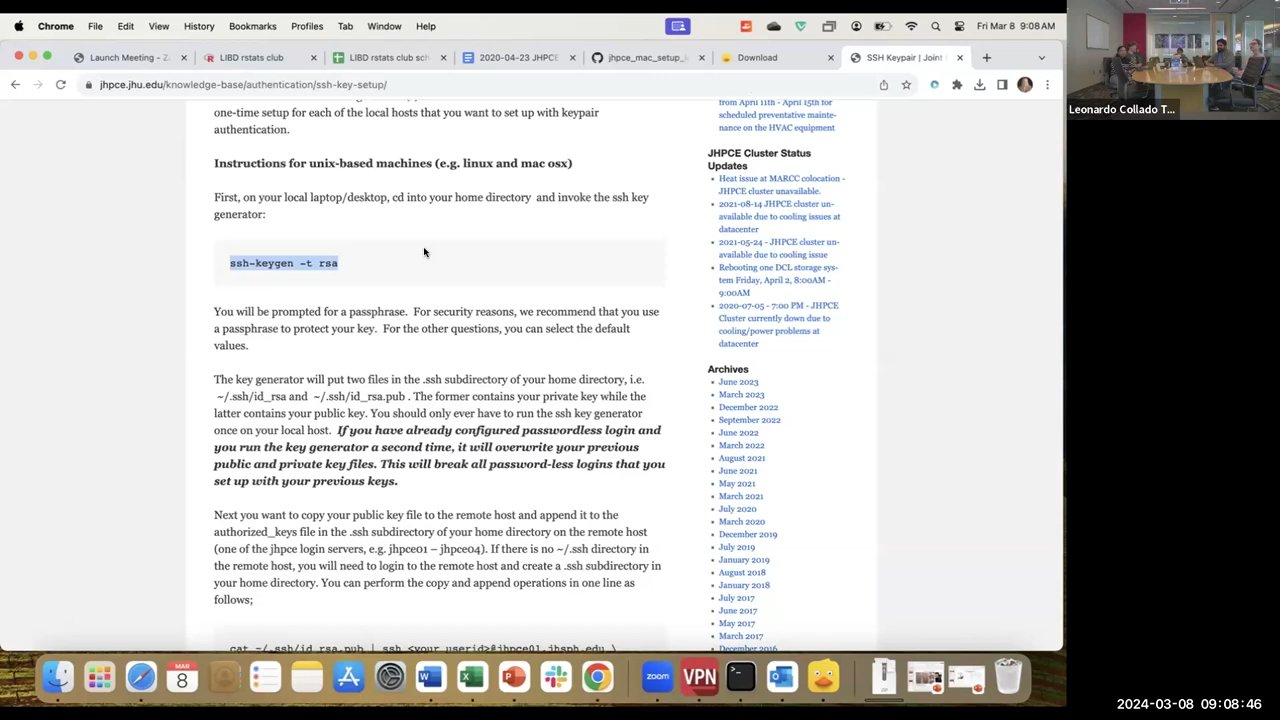 Chrome File Edit View History Bookmarks Profiles Tab Window Help Fri Mar 8 9:08 AM
Launch Meeting - Z LIBD rstats club LIBD rstats club sc 2020-04-23 JHPCE jhpce_mac_setup_ Download SSH Keypair | Joint
jhpce.jhu.edu/knowledge-base/authentication/ssh-key-setup/
one-time setup for each of the local hosts that you want to set up with keypair
authentication.
Instructions for unix-based machines (e.g. linux and mac osx)
First, on your local laptop/desktop, cd into your home directory and invoke the ssh key
generator:
ssh-keygen -t rsa
You will be prompted for a passphrase. For security reasons, we recommend that you use
a passphrase to protect your key. For the other questions, you can select the default
values.
The key generator will put two files in the .ssh subdirectory of your home directory, i.e.
~/.ssh/id_rsa and ~/.ssh/id_rsa.pub . The former contains your private key while the
latter contains your public key. You should only ever have to run the ssh key generator
once on your local host. If you have already configured passwordless login and
you run the key generator a second time, it will overwrite your previous
public and private key files. This will break all password-less logins that you
set up with your previous keys.
Next you want to copy your public key file to the remote host and append it to the
authorized_keys file in the .ssh subdirectory of your home directory on the remote host
(one of the jhpce login servers, e.g. jhpce01 – jhpce04). If there is no ~/.ssh directory in
the remote host, you will need to login to the remote host and create a .ssh subdirectory in
your home directory. You can perform the copy and append operations in one line as
follows;
cat ~/.ssh/id_rsa.pub | ssh <your_userid>@jhpce01.jhsph.edu \
from April 11th - April 15th for
scheduled preventative mainte-
nance on the HVAC equipment
JHPCE Cluster Status
Updates
Heat issue at MARCC colocation -
JHPCE cluster unavailable.
2021-08-14 JHPCE cluster un-
available due to cooling issues at
datacenter
2021-05-24 - JHPCE cluster un-
available due to cooling issue
Rebooting one DCL storage sys-
tem Friday, April 2, 8:00AM -
9:00AM
2020-07-05 - 7:00 PM - JHPCE
Cluster currently down due to
cooling/power problems at
datacenter
Archives
June 2023
March 2023
December 2022
September 2022
June 2022
March 2022
August 2021
June 2021
May 2021
March 2021
July 2020
March 2020
December 2019
July 2019
January 2019
August 2018
January 2018
July 2017
June 2017
May 2017
March 2017
December 2016
Leonardo Collado T...
MAR
8
zoom
VPN
2024-03-08 09:08:46